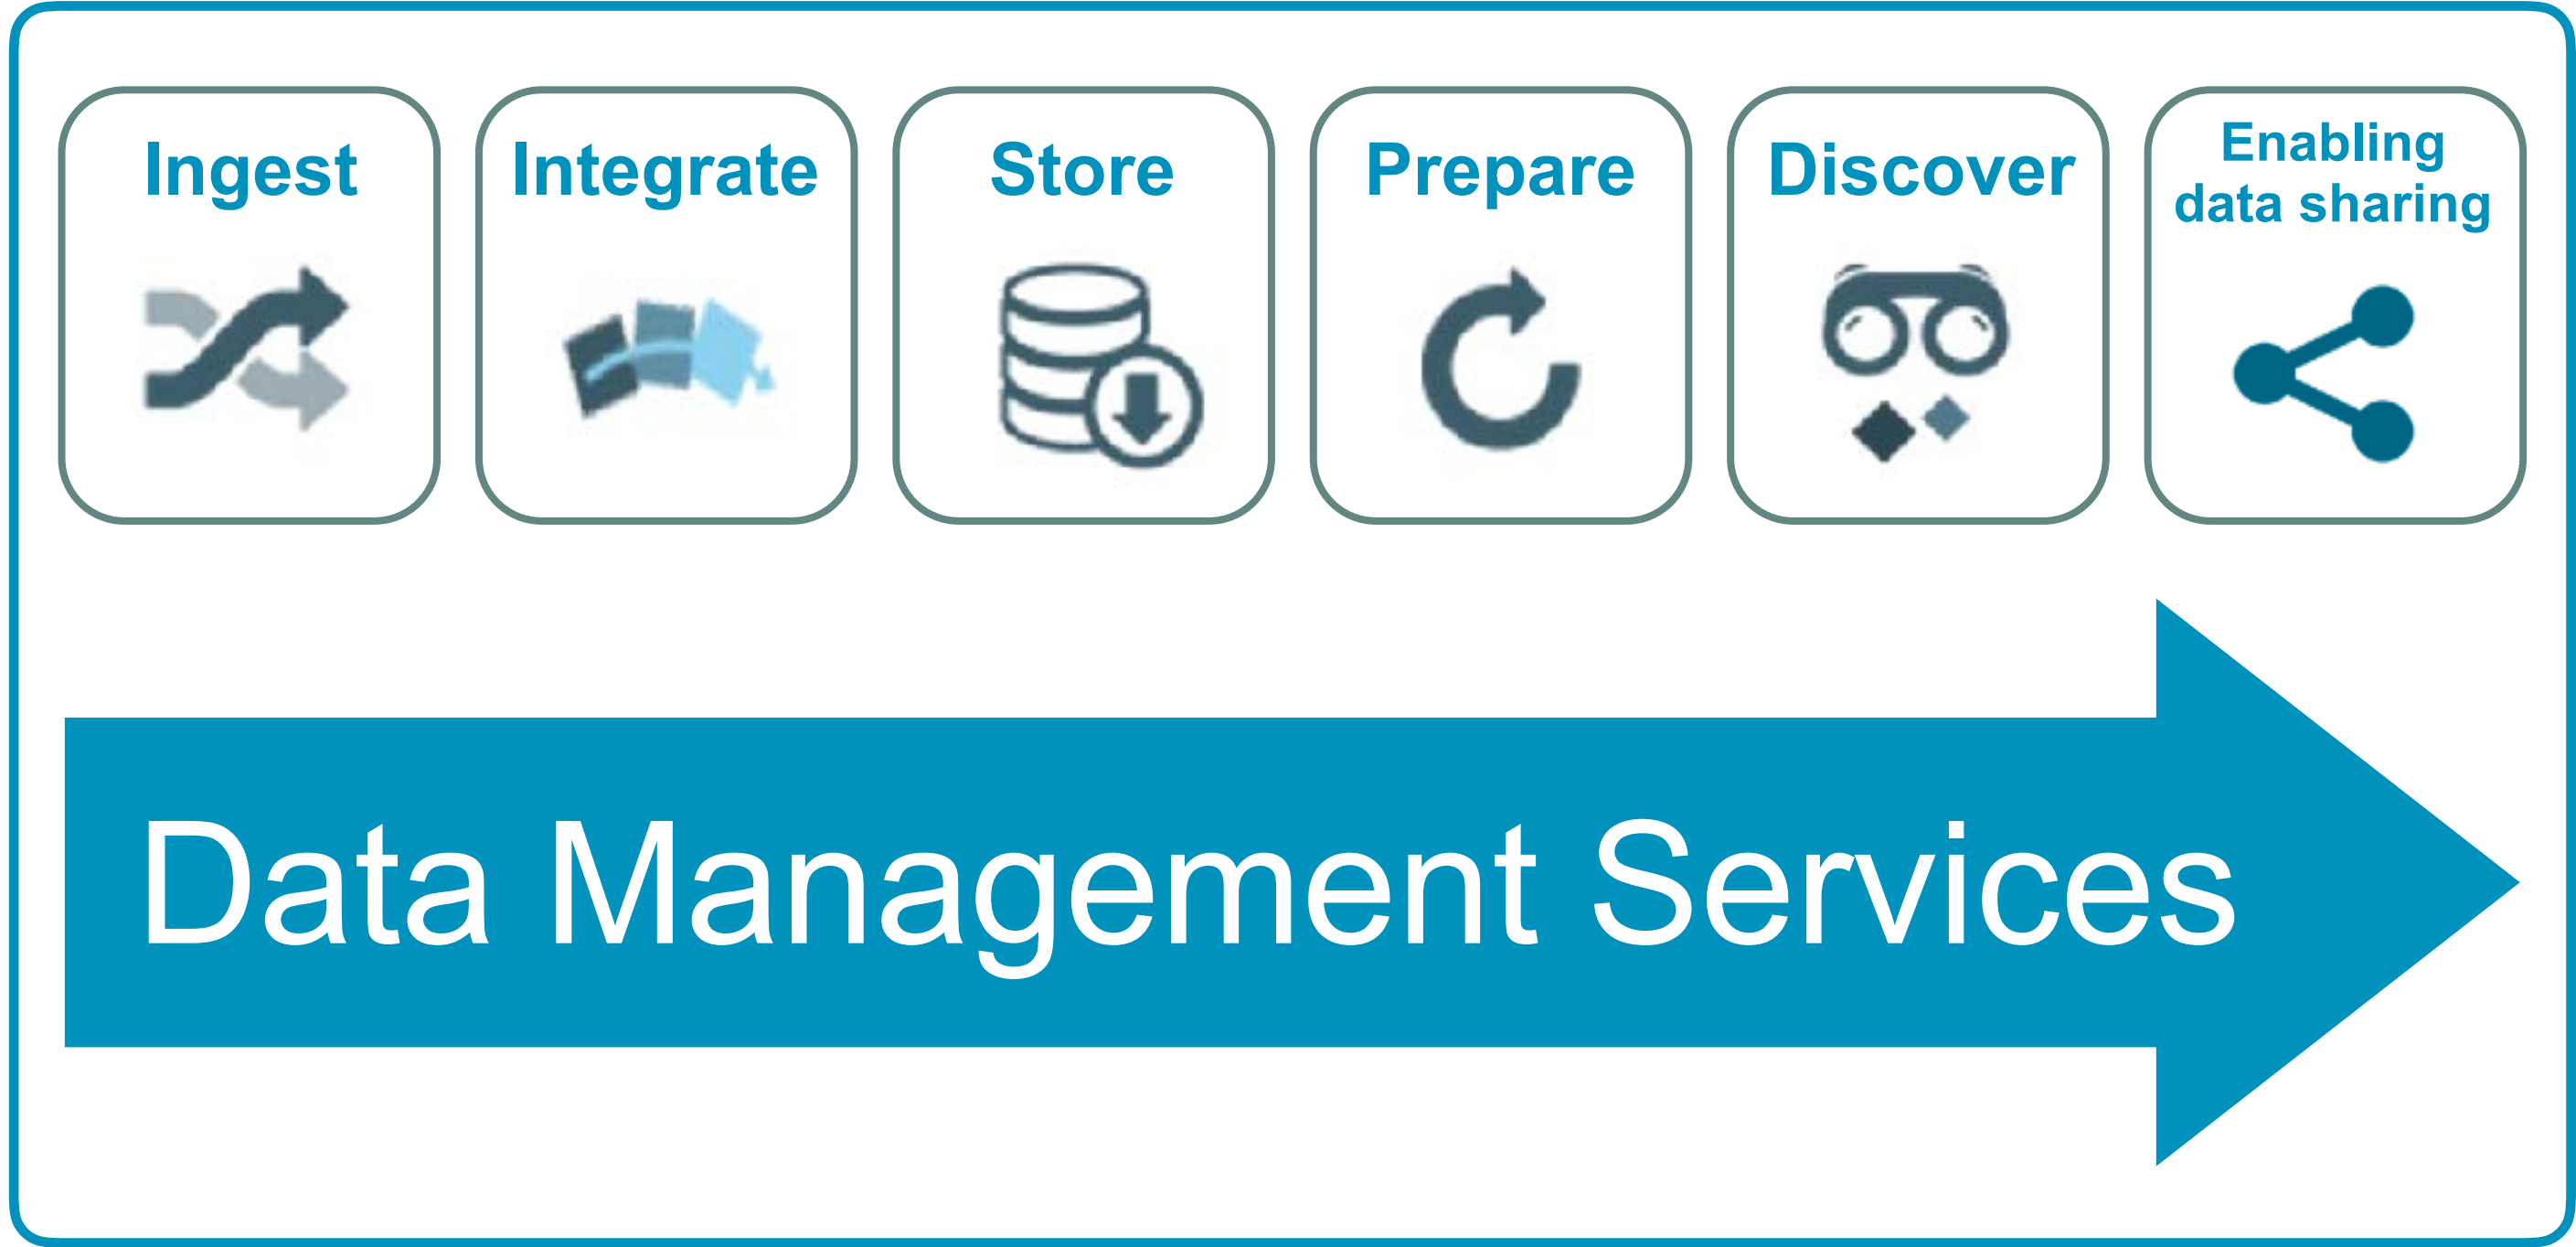 Ingest
Integrate
Store
Prepare
Discover
Enabling
data sharing
Data Management Services